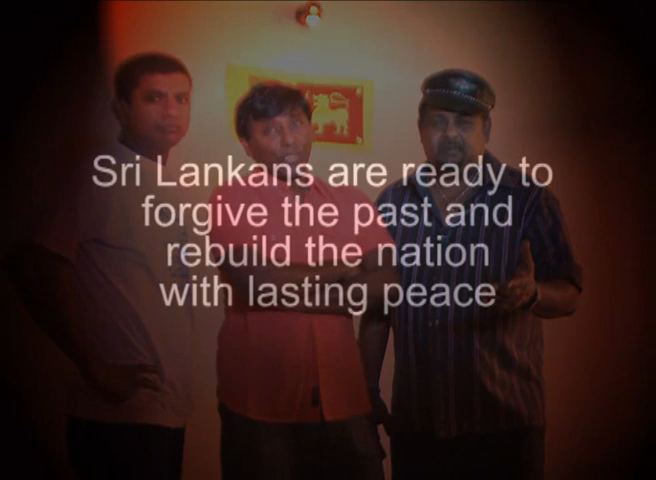 Sri Lankans are ready to
forgive the past and
rebuild the nation
with lasting peace